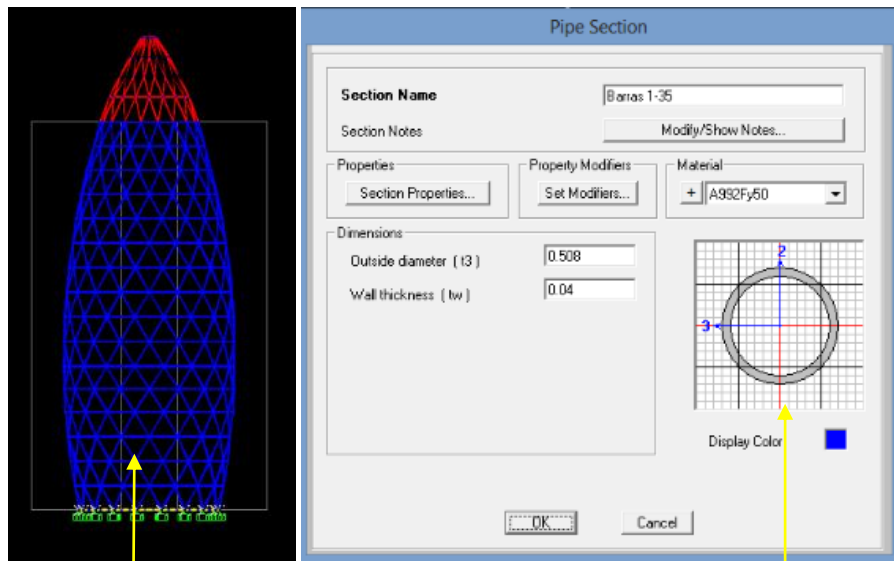 Pipe Section
Section Name
Barras 1-35
Section Notes
Modify/Show Notes...
Properties
Section Properties...
Property Modifiers
Set Modifiers...
Material
+
A992Fy50
Dimensions
Outside diameter ( t3 )
0.508
Wall thickness ( tw )
0.04
2
3
Display Color
OK
Cancel